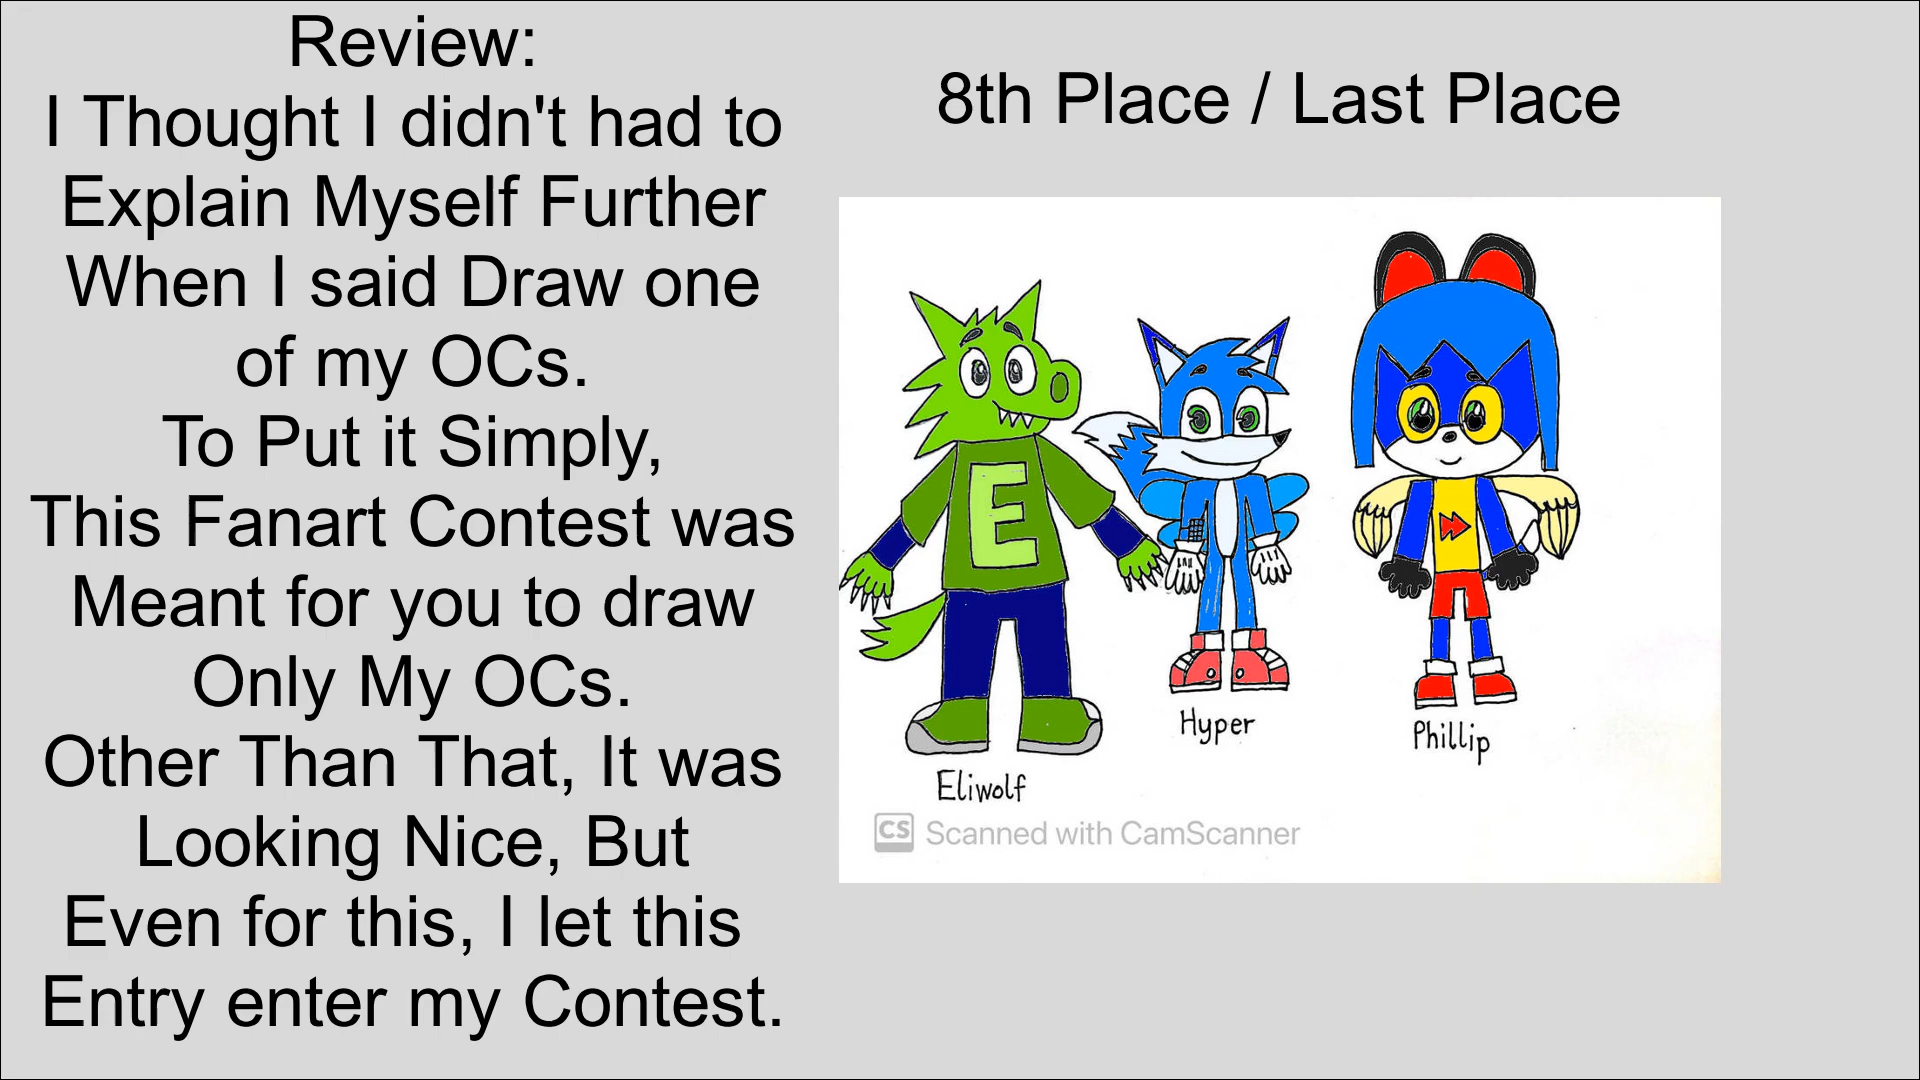 Review:
I Thought I didn't had to
Explain Myself Further
When I said Draw one
of my OCs.
To Put it Simply,
This Fanart Contest was
Meant for you to draw
Only My OCs.
Other Than That, It was
Looking Nice, But
Even for this, I let this
Entry enter my Contest.
8th Place / Last Place
E
Hyper
Phillip
Eliwolf
CS Scanned with CamScanner